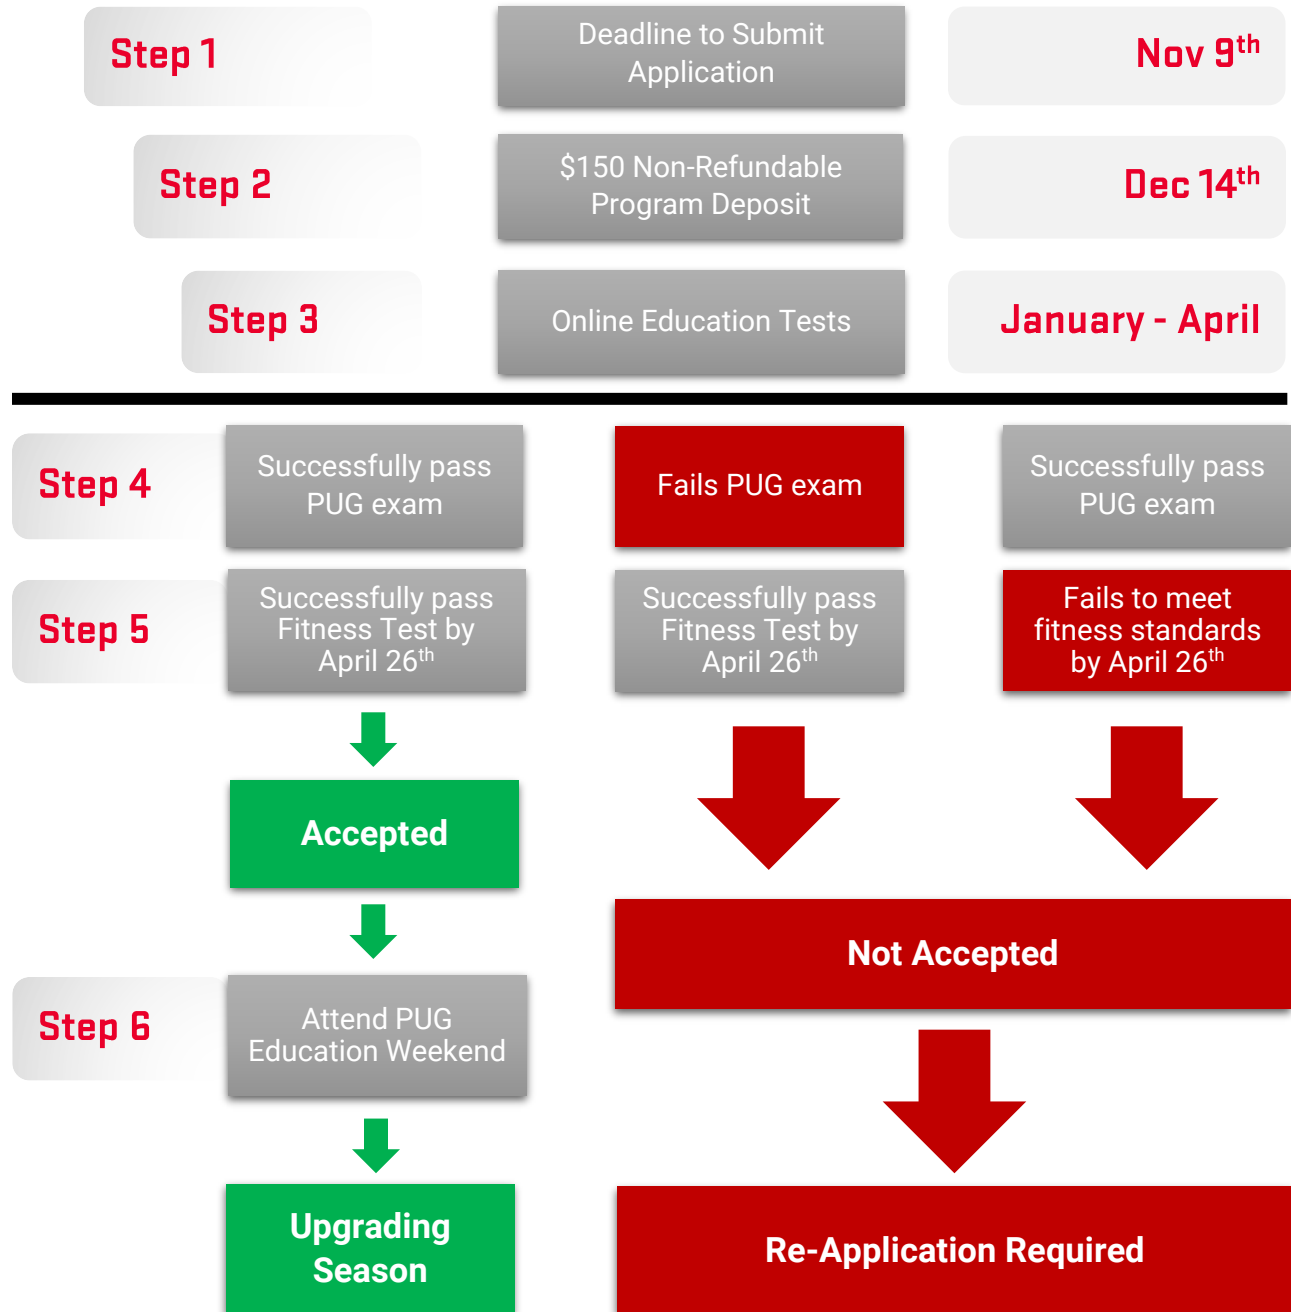 Step 1
Deadline to Submit
Application
Nov 9th
Step 2
$150 Non-Refundable
Program Deposit
Dec 14th
Step 3
Online Education Tests
January - April
Step 4
Successfully pass
PUG exam
Fails PUG exam
Successfully pass
PUG exam
Step 5
Successfully pass
Fitness Test by
April 26th
Successfully pass
Fitness Test by
April 26th
Fails to meet
fitness standards
by April 26th
Accepted
Not Accepted
Step 6
Attend PUG
Education Weekend
Upgrading
Season
Re-Application Required